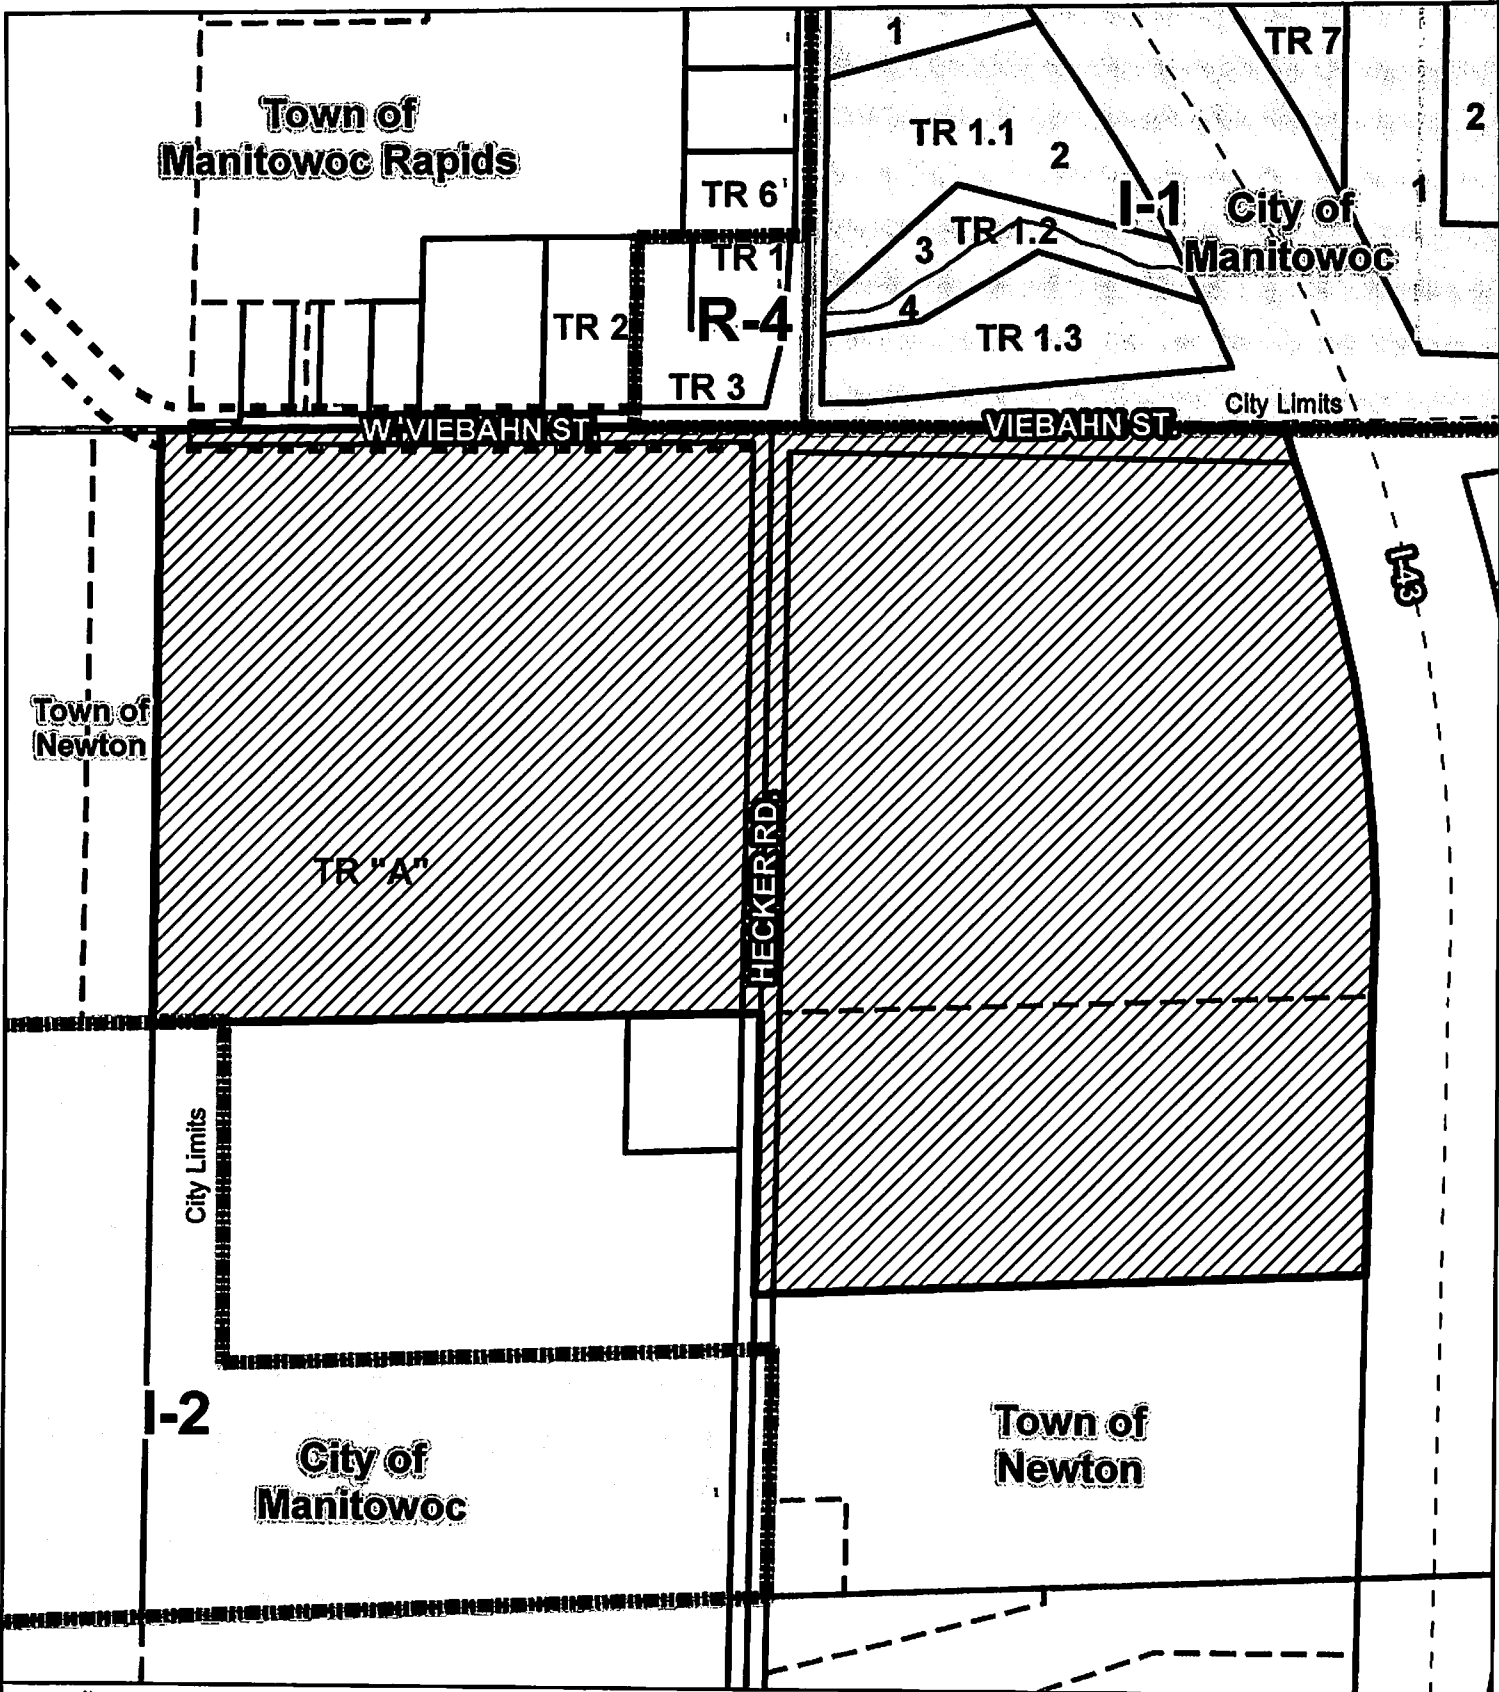 1
TR 7
2
Town of
Manitowoc Rapids
TR 1.1
2
TR 6
1
I-1
City of
Manitowoc
TR 1.2
3
TR 1
4
R-4
TR 2
TR 1.3
TR 3
City Limits
W. VIEBAHN ST.
VIEBAHN ST.
I-43
Town of
Newton
HECKER RD.
TR "A"
City Limits
I-2
City of
Manitowoc
Town of
Newton